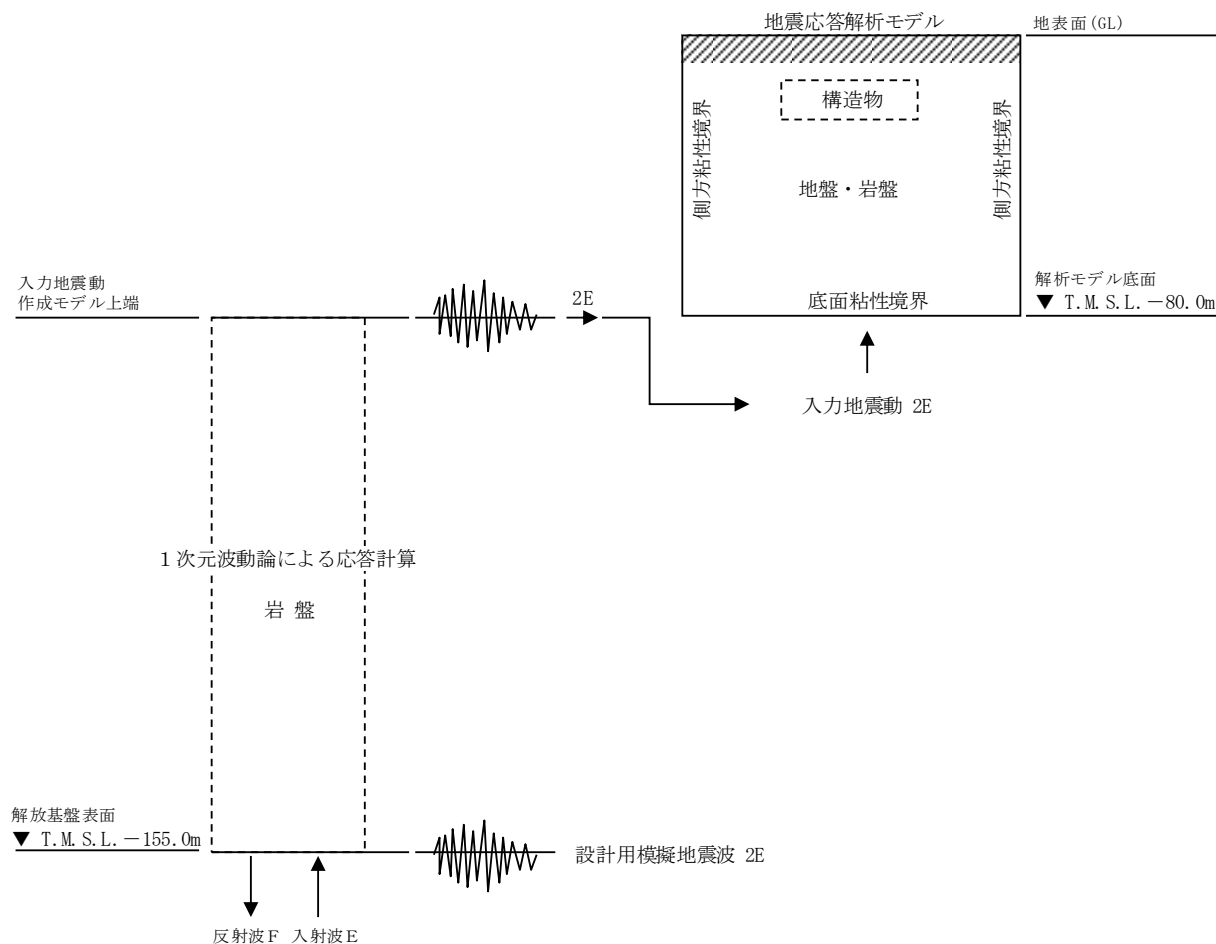 地震応答解析モデル
地表面(GL)
構造物
側方粘性境界
側方粘性境界
地盤・岩盤
入力地震動
作成モデル上端
2E
底面粘性境界
解析モデル底面
▼ T.M.S.L.－80.0m
入力地震動 2E
１次元波動論による応答計算
岩 盤
解放基盤表面
▼ T.M.S.L.－155.0m
設計用模擬地震波 2E
反射波Ｆ 入射波Ｅ